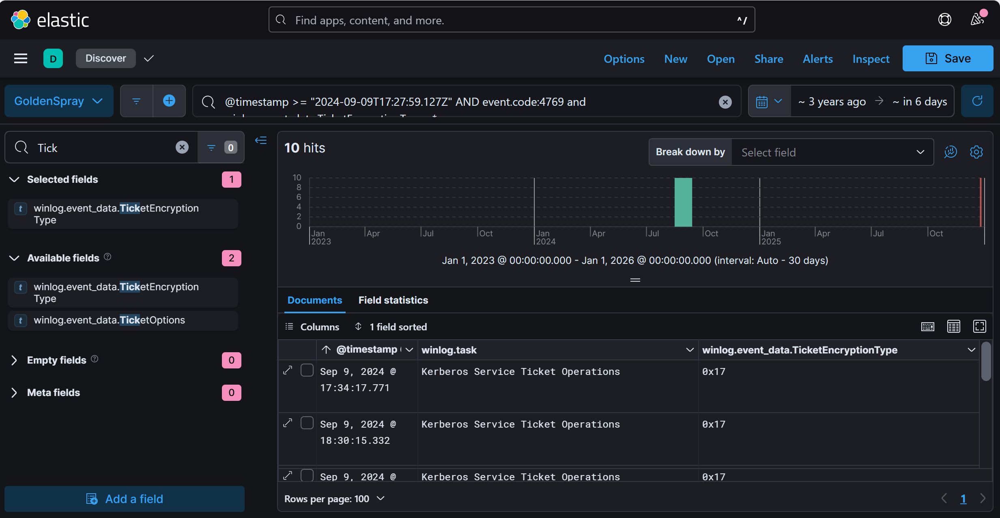 elastic
Find apps, content, and more.
^/
D
Discover
Options
New
Open
Share
Alerts
Inspect
Save
GoldenSpray
@timestamp >= "2024-09-09T17:27:59.127Z" AND event.code:4769 and
~ 3 years ago
~ in 6 days
Tick
0
Selected fields
1
t
winlog.event_data.TicketEncryption
Type
Available fields
2
t
winlog.event_data.TicketEncryption
Type
t
winlog.event_data.TicketOptions
Empty fields
0
Meta fields
0
Add a field
10 hits
Break down by
Select field
10
8
6
4
2
0
Jan
2023
Apr
Jul
Oct
Jan
2024
Apr
Jul
Oct
Jan
2025
Apr
Jul
Oct
Jan 1, 2023 @ 00:00:00.000 - Jan 1, 2026 @ 00:00:00.000 (interval: Auto - 30 days)
Documents
Field statistics
Columns
1 field sorted
@timestamp
winlog.task
winlog.event_data.TicketEncryptionType
Sep 9, 2024 @
17:34:17.771
Kerberos Service Ticket Operations
0x17
Sep 9, 2024 @
18:30:15.332
Kerberos Service Ticket Operations
0x17
Sep 9, 2024 @
Kerberos Service Ticket Operations
0x17
Rows per page: 100
1